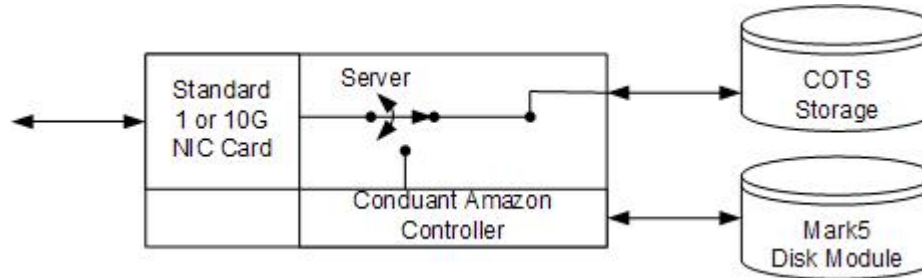 Standard
1 or 10G
NIC Card
Server
Conduant Amazon
Controller
COTS
Storage
Mark5
Disk Module